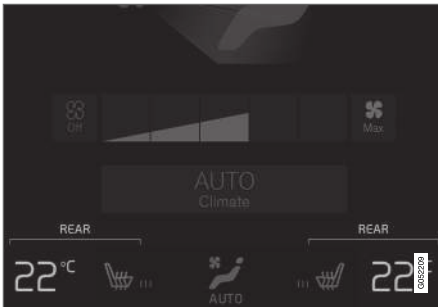 Off
Max
AUTO
Climate
REAR REAR
22°C 22
AUTO
G052209